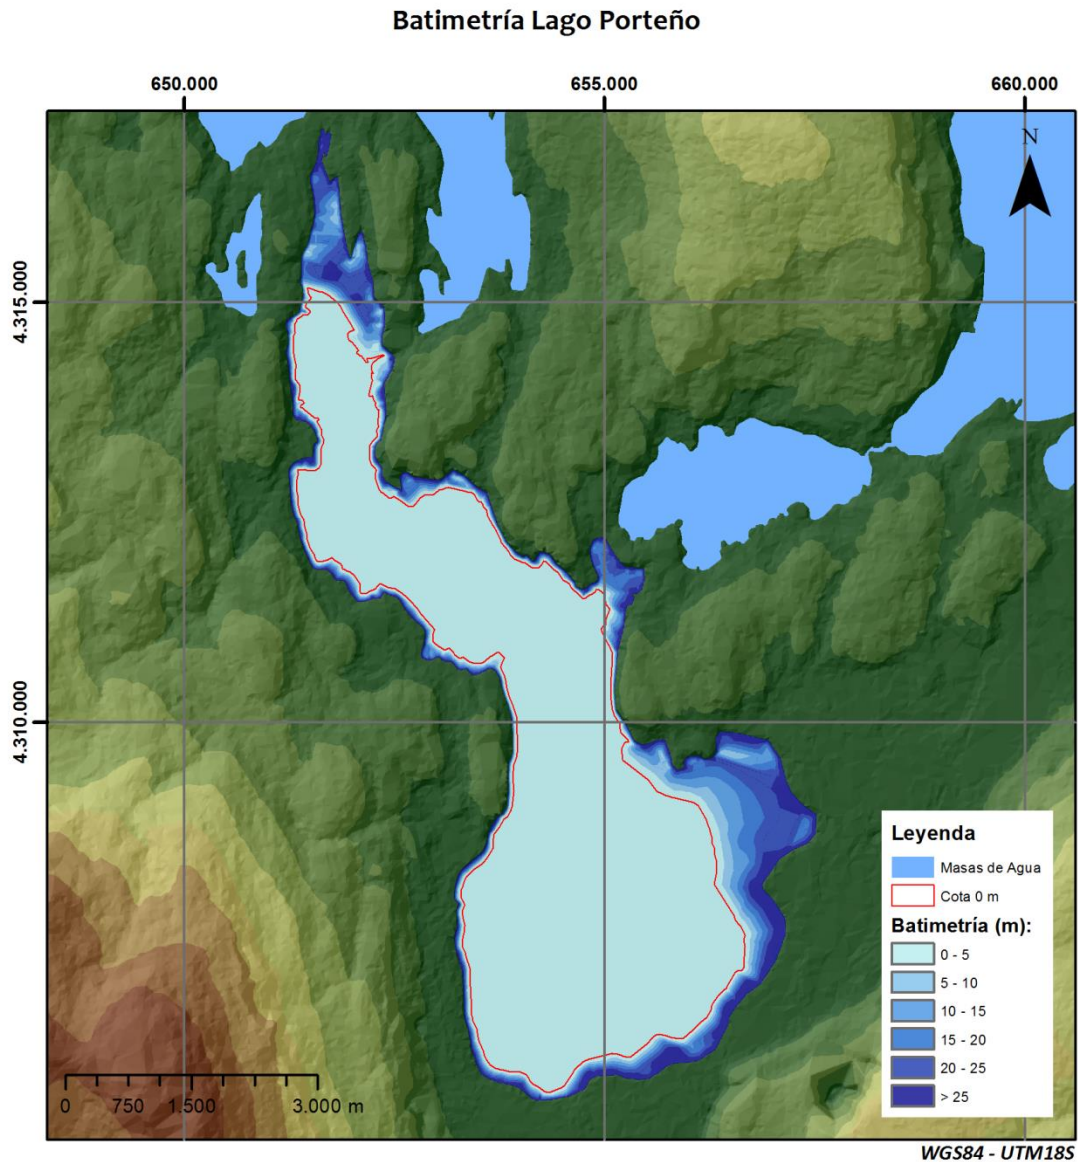 Batimetría Lago Porteño
650.000
655.000
660.000
N
4.315.000
4.310.000
Leyenda
Masas de Agua
Cota 0 m
Batimetría (m):
0 - 5
5 - 10
10 - 15
15 - 20
20 - 25
> 25
0 750 1.500 3.000 m
WGS84 - UTM18S